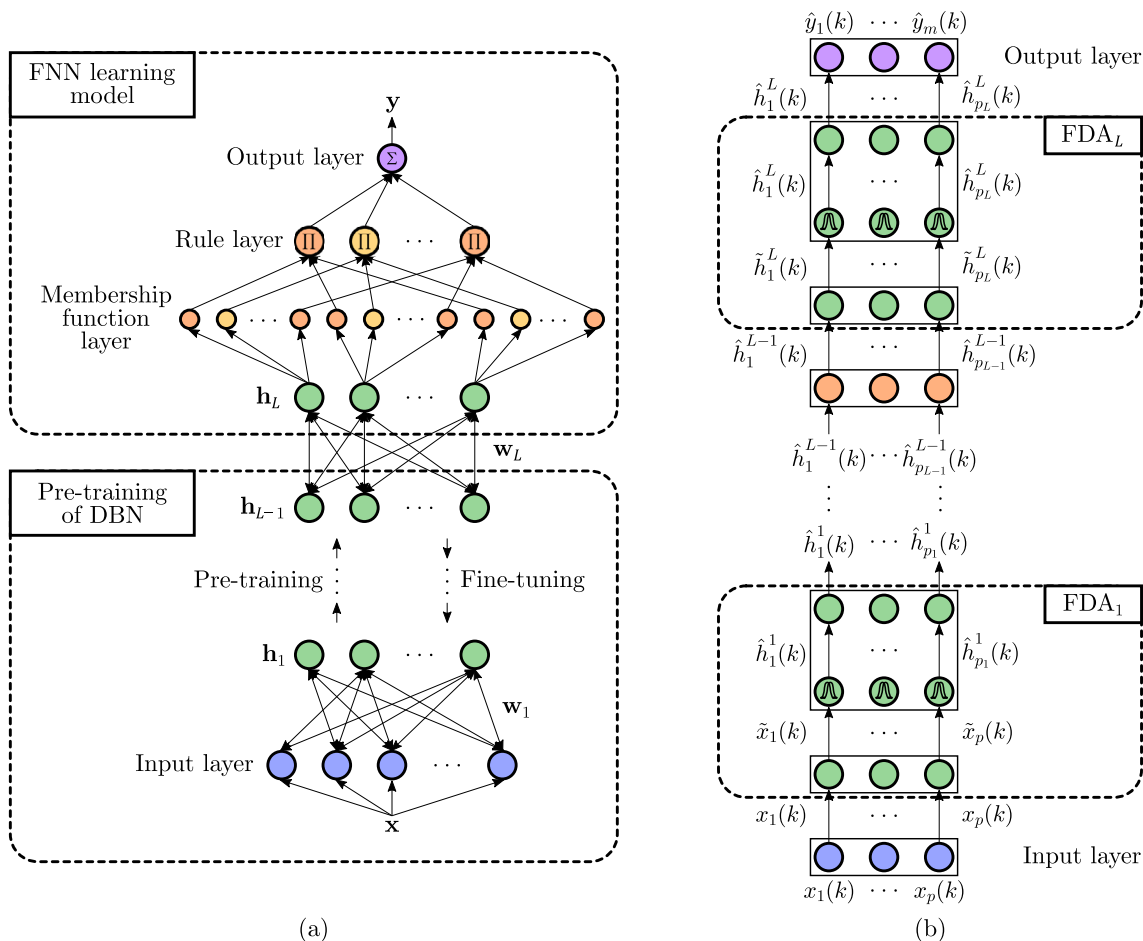 FNN learning
model
y
Output layer
Σ
Rule layer
Π Π ··· Π
Membership
function
layer
··· ··· ···
h_L
···
w_L
Pre-training
of DBN
h_{L−1}
···
Pre-training
Fine-tuning
h_1
···
w_1
Input layer
···
x
(a)
ŷ_1(k) ··· ŷ_m(k)
Output layer
ĥ_1^L(k) ··· ĥ_{p_L}^L(k)
FDA_L
ĥ_1^L(k) ··· ĥ_{p_L}^L(k)
h̃_1^L(k) ··· h̃_{p_L}^L(k)
ĥ_1^{L−1}(k) ··· ĥ_{p_{L−1}}^{L−1}(k)
ĥ_1^{L−1}(k) ··· ĥ_{p_{L−1}}^{L−1}(k)
ĥ_1^1(k) ··· ĥ_{p_1}^1(k)
FDA_1
ĥ_1^1(k) ··· ĥ_{p_1}^1(k)
x̃_1(k) ··· x̃_p(k)
x_1(k) ··· x_p(k)
Input layer
x_1(k) ··· x_p(k)
(b)